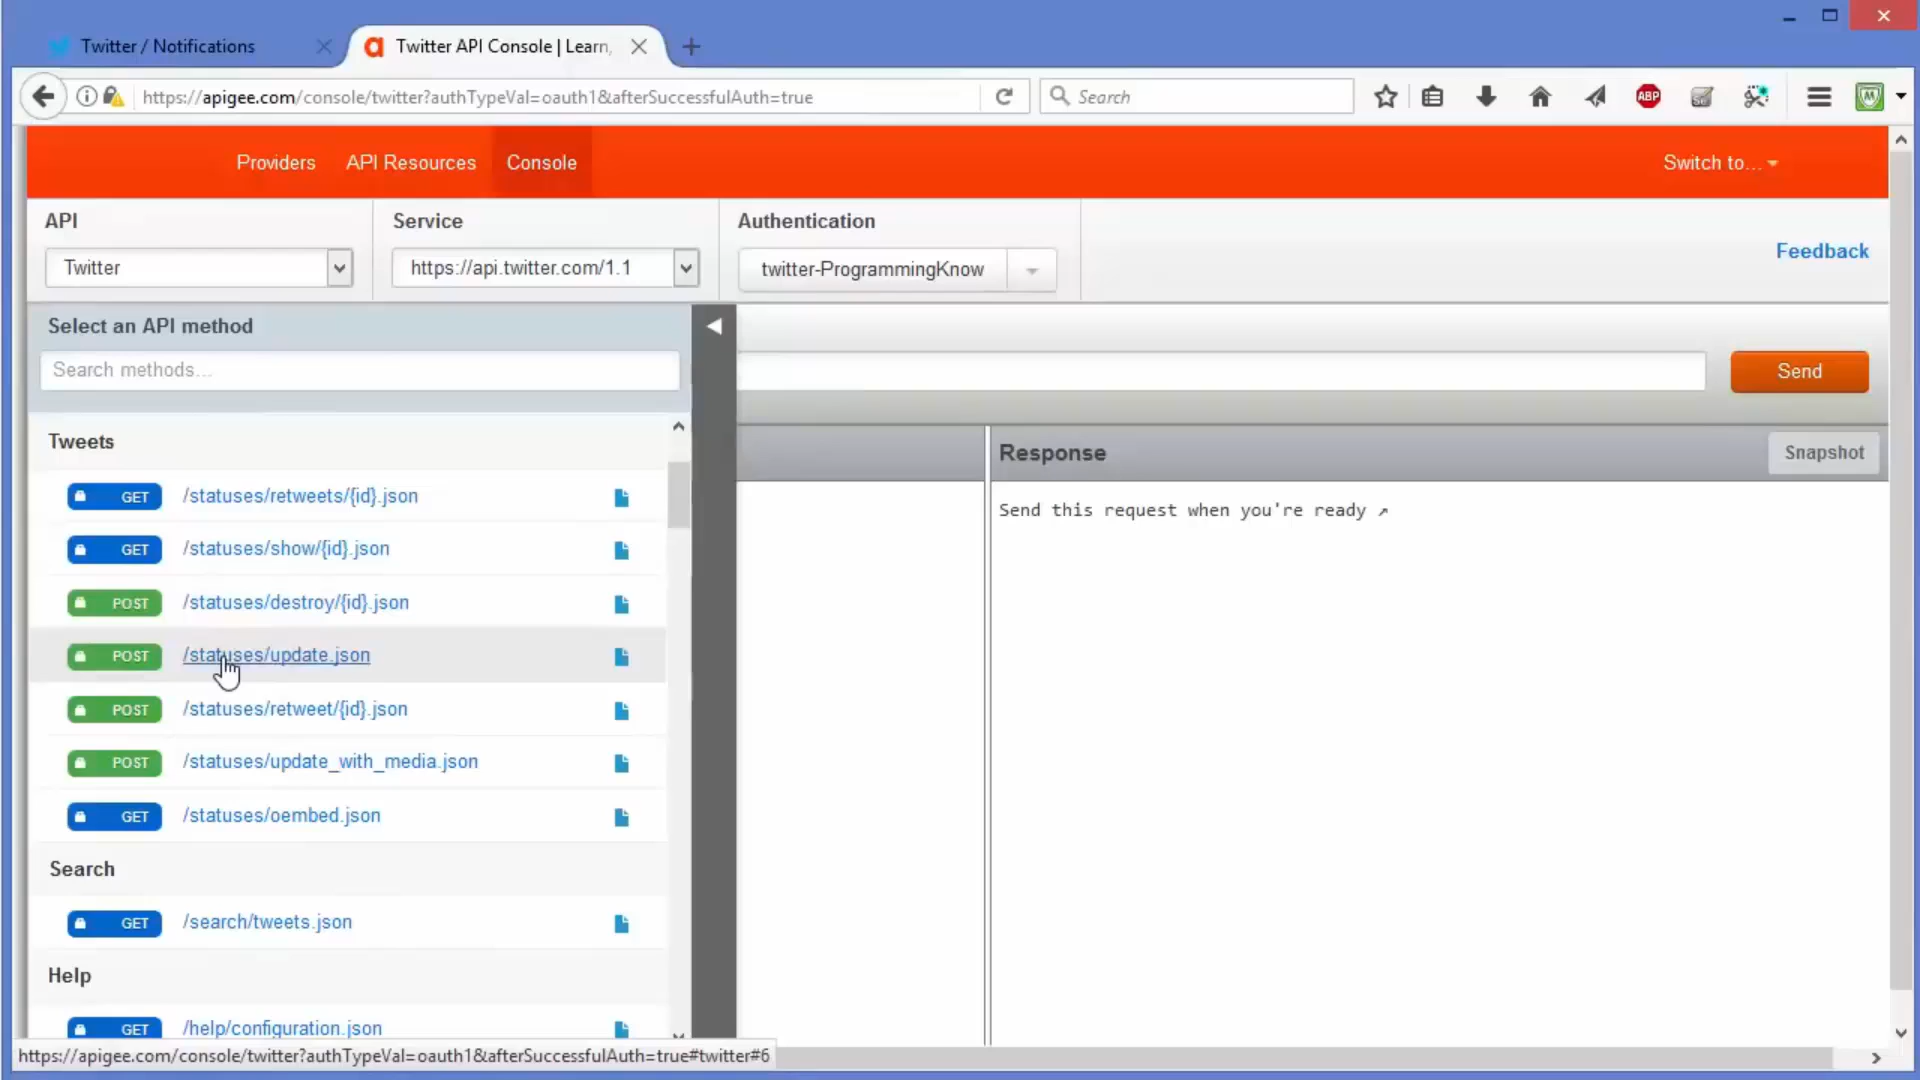 Twitter / Notifications
Twitter API Console | Learn,
https://apigee.com/console/twitter?authTypeVal=oauth1&afterSuccessfulAuth=true
Search
ABP
Providers
API Resources
Console
Switch to...
API
Service
Authentication
Twitter
https://api.twitter.com/1.1
twitter-ProgrammingKnow
Feedback
Select an API method
Search methods...
Send
Tweets
Response
Snapshot
GET /statuses/retweets/{id}.json
Send this request when you're ready ↗
GET /statuses/show/{id}.json
POST /statuses/destroy/{id}.json
POST /statuses/update.json
POST /statuses/retweet/{id}.json
POST /statuses/update_with_media.json
GET /statuses/oembed.json
Search
GET /search/tweets.json
Help
GET /help/configuration.json
https://apigee.com/console/twitter?authTypeVal=oauth1&afterSuccessfulAuth=true#twitter#6